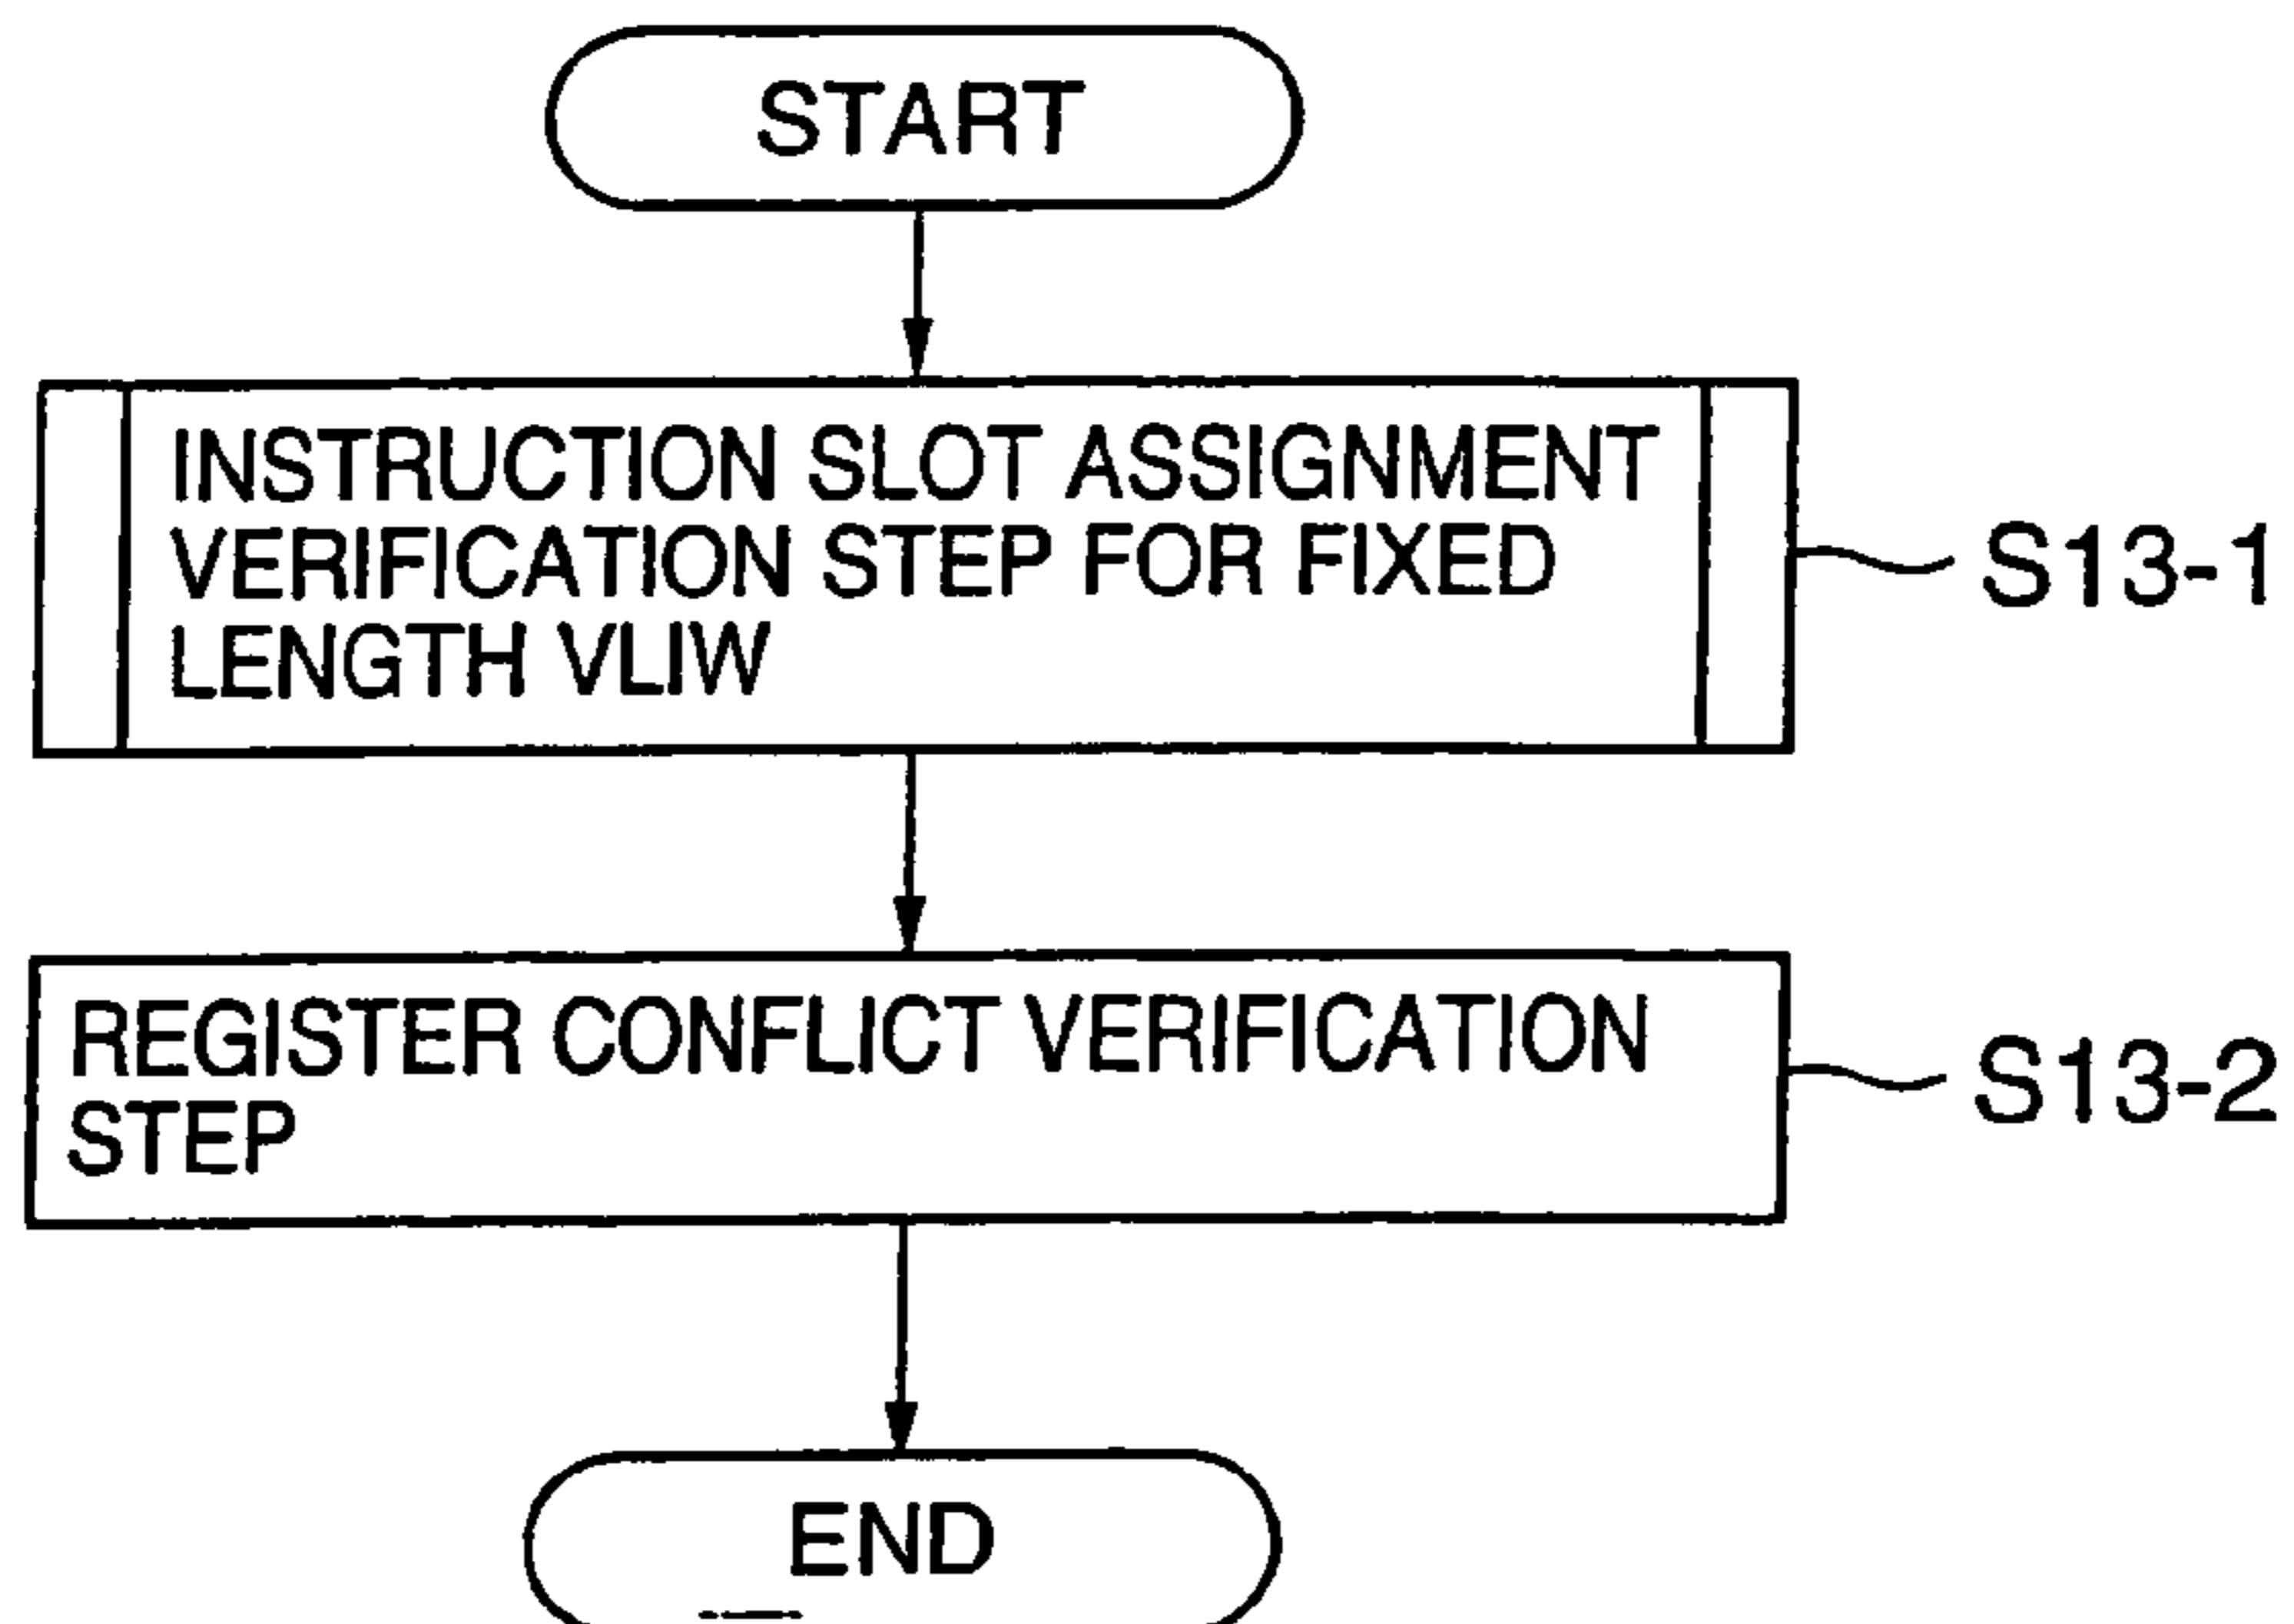 START
INSTRUCTION SLOT ASSIGNMENT
VERIFICATION STEP FOR FIXED
LENGTH VLIW
S13-1
REGISTER CONFLICT VERIFICATION
STEP
S13-2
END